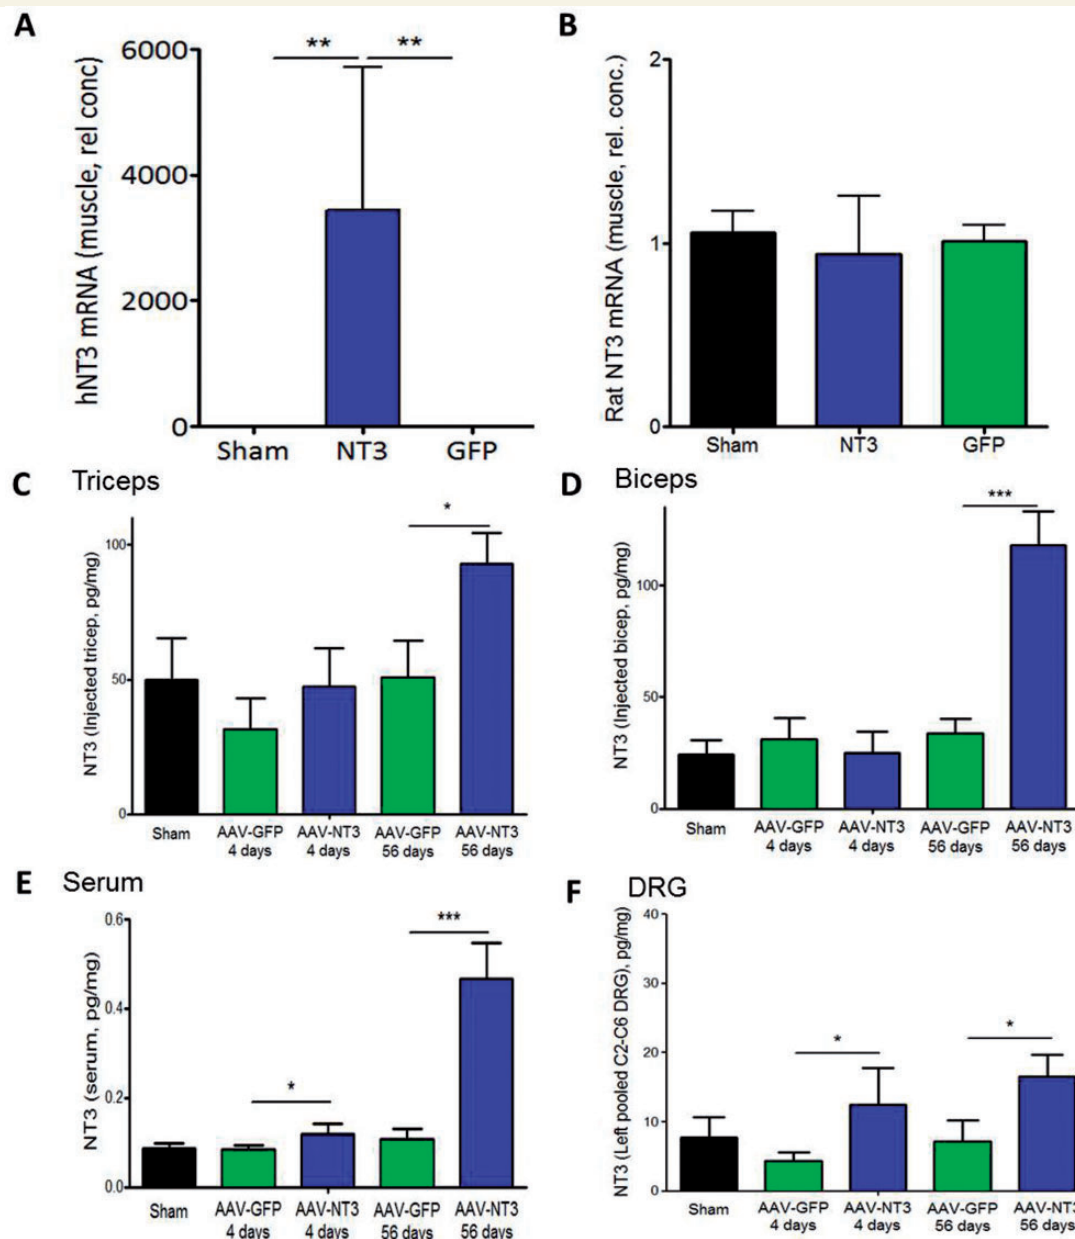 A
hNT3 mRNA (muscle, rel conc)
6000
4000
2000
0
** **
Sham NT3 GFP
B
Rat NT3 mRNA (muscle, rel. conc.)
2
1
0
Sham NT3 GFP
C Triceps
NT3 (Injected tricep, pg/mg)
100
50
0
*
Sham AAV-GFP AAV-NT3 AAV-GFP AAV-NT3
4 days 4 days 56 days 56 days
D Biceps
NT3 (Injected bicep, pg/mg)
100
50
0
***
Sham AAV-GFP AAV-NT3 AAV-GFP AAV-NT3
4 days 4 days 56 days 56 days
E Serum
NT3 (serum, pg/mg)
0.6
0.4
0.2
0.0
***
*
Sham AAV-GFP AAV-NT3 AAV-GFP AAV-NT3
4 days 4 days 56 days 56 days
F DRG
NT3 (Left pooled C2-C6 DRG), pg/mg)
40
30
20
10
0
* *
Sham AAV-GFP AAV-NT3 AAV-GFP AAV-NT3
4 days 4 days 56 days 56 days